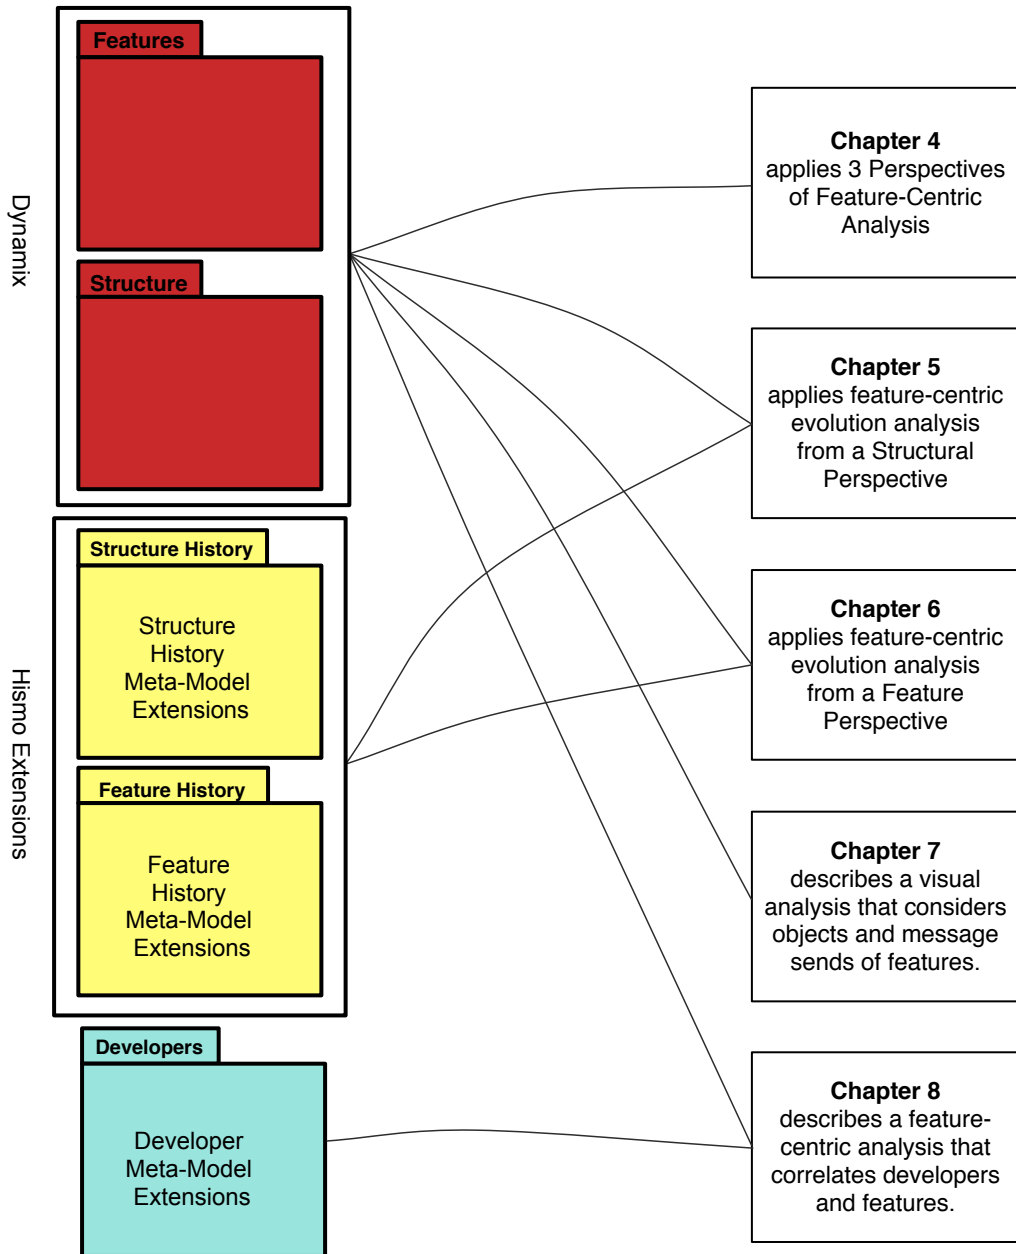 Dynamix
Features
Structure
Hismo Extensions
Structure History
Structure
History
Meta-Model
Extensions
Feature History
Feature
History
Meta-Model
Extensions
Developers
Developer
Meta-Model
Extensions
Chapter 4
applies 3 Perspectives
of Feature-Centric
Analysis
Chapter 5
applies feature-centric
evolution analysis
from a Structural
Perspective
Chapter 6
applies feature-centric
evolution analysis
from a Feature
Perspective
Chapter 7
describes a visual
analysis that considers
objects and message
sends of features.
Chapter 8
describes a feature-
centric analysis that
correlates developers
and features.